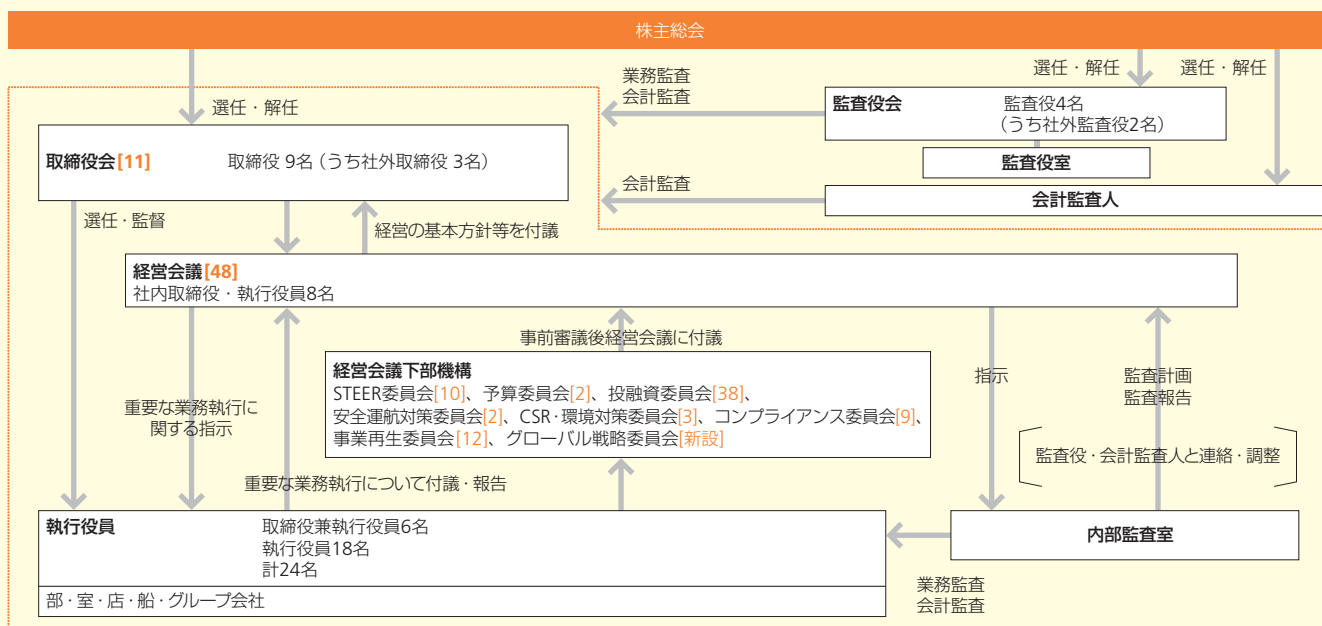 株主総会
選任・解任
業務監査
会計監査
選任・解任
選任・解任
監査役会 監査役4名
(うち社外監査役2名)
監査役室
取締役会[11] 取締役 9名 (うち社外取締役 3名)
会計監査
会計監査人
選任・監督
経営の基本方針等を付議
経営会議[48]
社内取締役・執行役員8名
事前審議後経営会議に付議
経営会議下部機構
STEER委員会[10]、予算委員会[2]、投融資委員会[38]、
安全運航対策委員会[2]、CSR・環境対策委員会[3]、コンプライアンス委員会[9]、
事業再生委員会[12]、グローバル戦略委員会[新設]
重要な業務執行に
関する指示
指示
監査計画
監査報告
監査役・会計監査人と連絡・調整
重要な業務執行について付議・報告
執行役員 取締役兼執行役員6名
執行役員18名
計24名
部・室・店・船・グループ会社
内部監査室
業務監査
会計監査